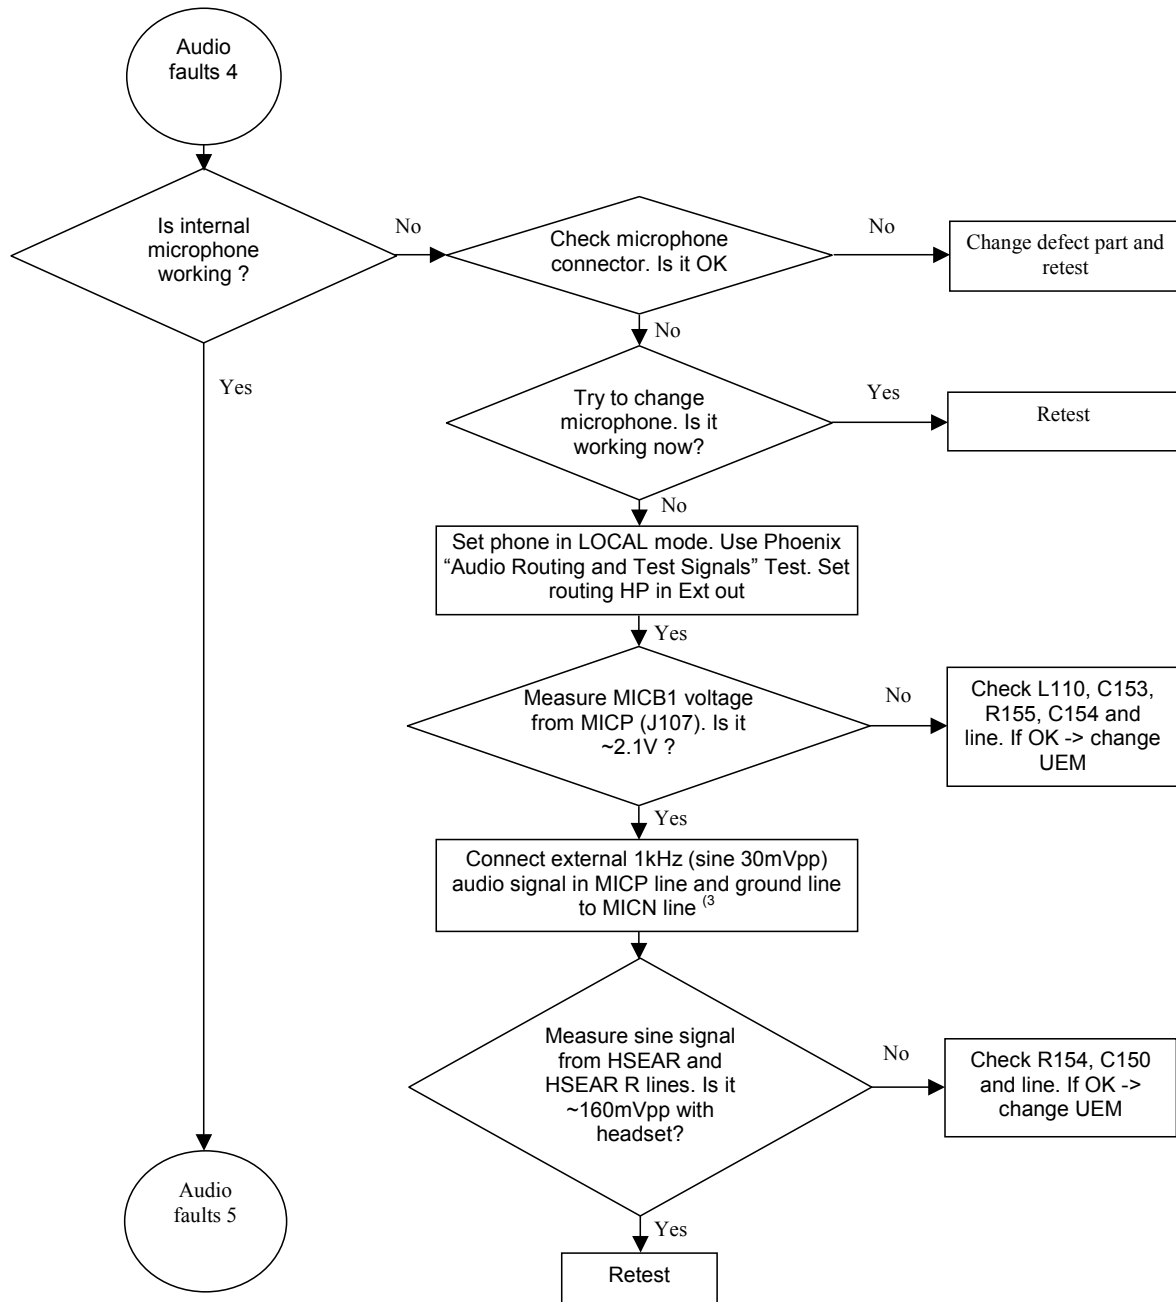 Audio
faults 4
Is internal
microphone
working ?
No
Check microphone
connector. Is it OK
No
Change defect part and
retest
No
Yes
Try to change
microphone. Is it
working now?
Yes
Retest
No
Set phone in LOCAL mode. Use Phoenix
“Audio Routing and Test Signals” Test. Set
routing HP in Ext out
Yes
Measure MICB1 voltage
from MICP (J107). Is it
~2.1V ?
No
Check L110, C153,
R155, C154 and
line. If OK -> change
UEM
Yes
Connect external 1kHz (sine 30mVpp)
audio signal in MICP line and ground line
to MICN line (3
Measure sine signal
from HSEAR and
HSEAR R lines. Is it
~160mVpp with
headset?
No
Check R154, C150
and line. If OK ->
change UEM
Yes
Retest
Audio
faults 5